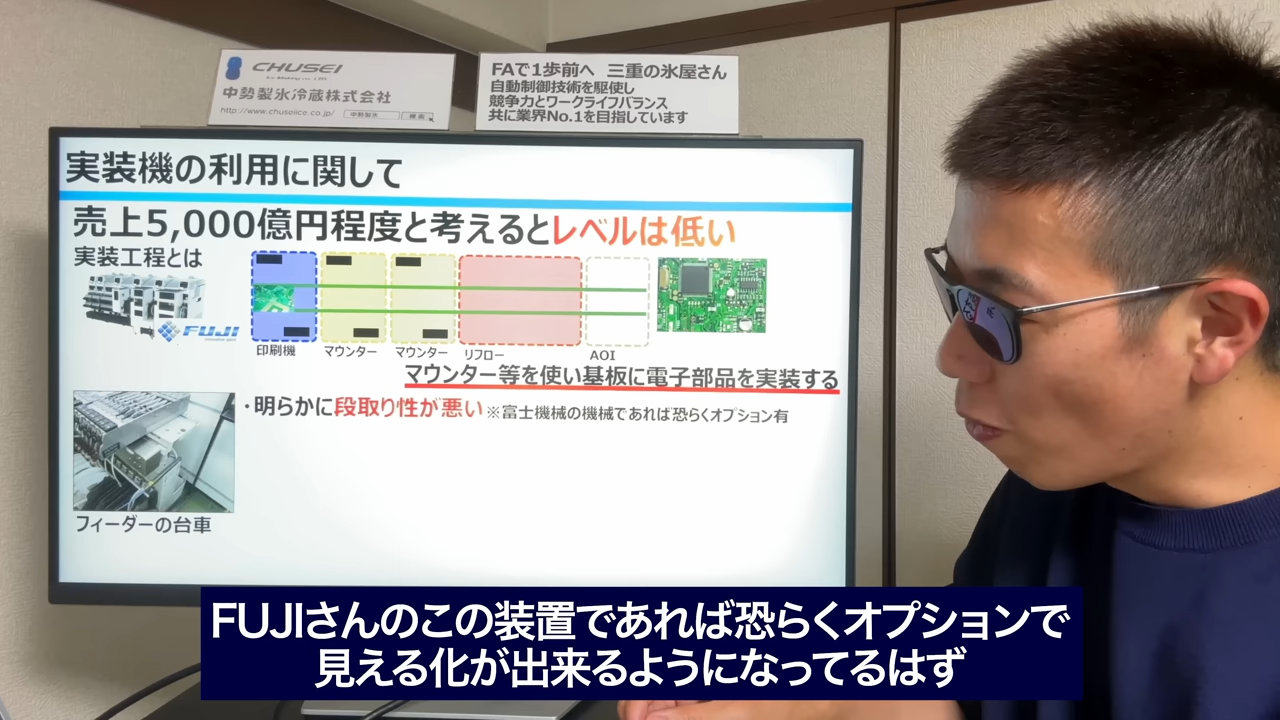 CHUSEI
中勢製氷冷蔵株式会社
http://www.chuseiice.co.jp/ 中勢製氷 検索
FAで1歩前へ 三重の氷屋さん
自動制御技術を駆使し
競争力とワークライフバランス
共に業界No.1を目指しています
実装機の利用に関して
売上5,000億円程度と考えるとレベルは低い
実装工程とは
FUJI
印刷機
マウンター
マウンター
リフロー
AOI
マウンター等を使い基板に電子部品を実装する
・明らかに段取り性が悪い ※富士機械の機械であれば恐らくオプション有
フィーダーの台車
FUJIさんのこの装置であれば恐らくオプションで
見える化が出来るようになってるはず